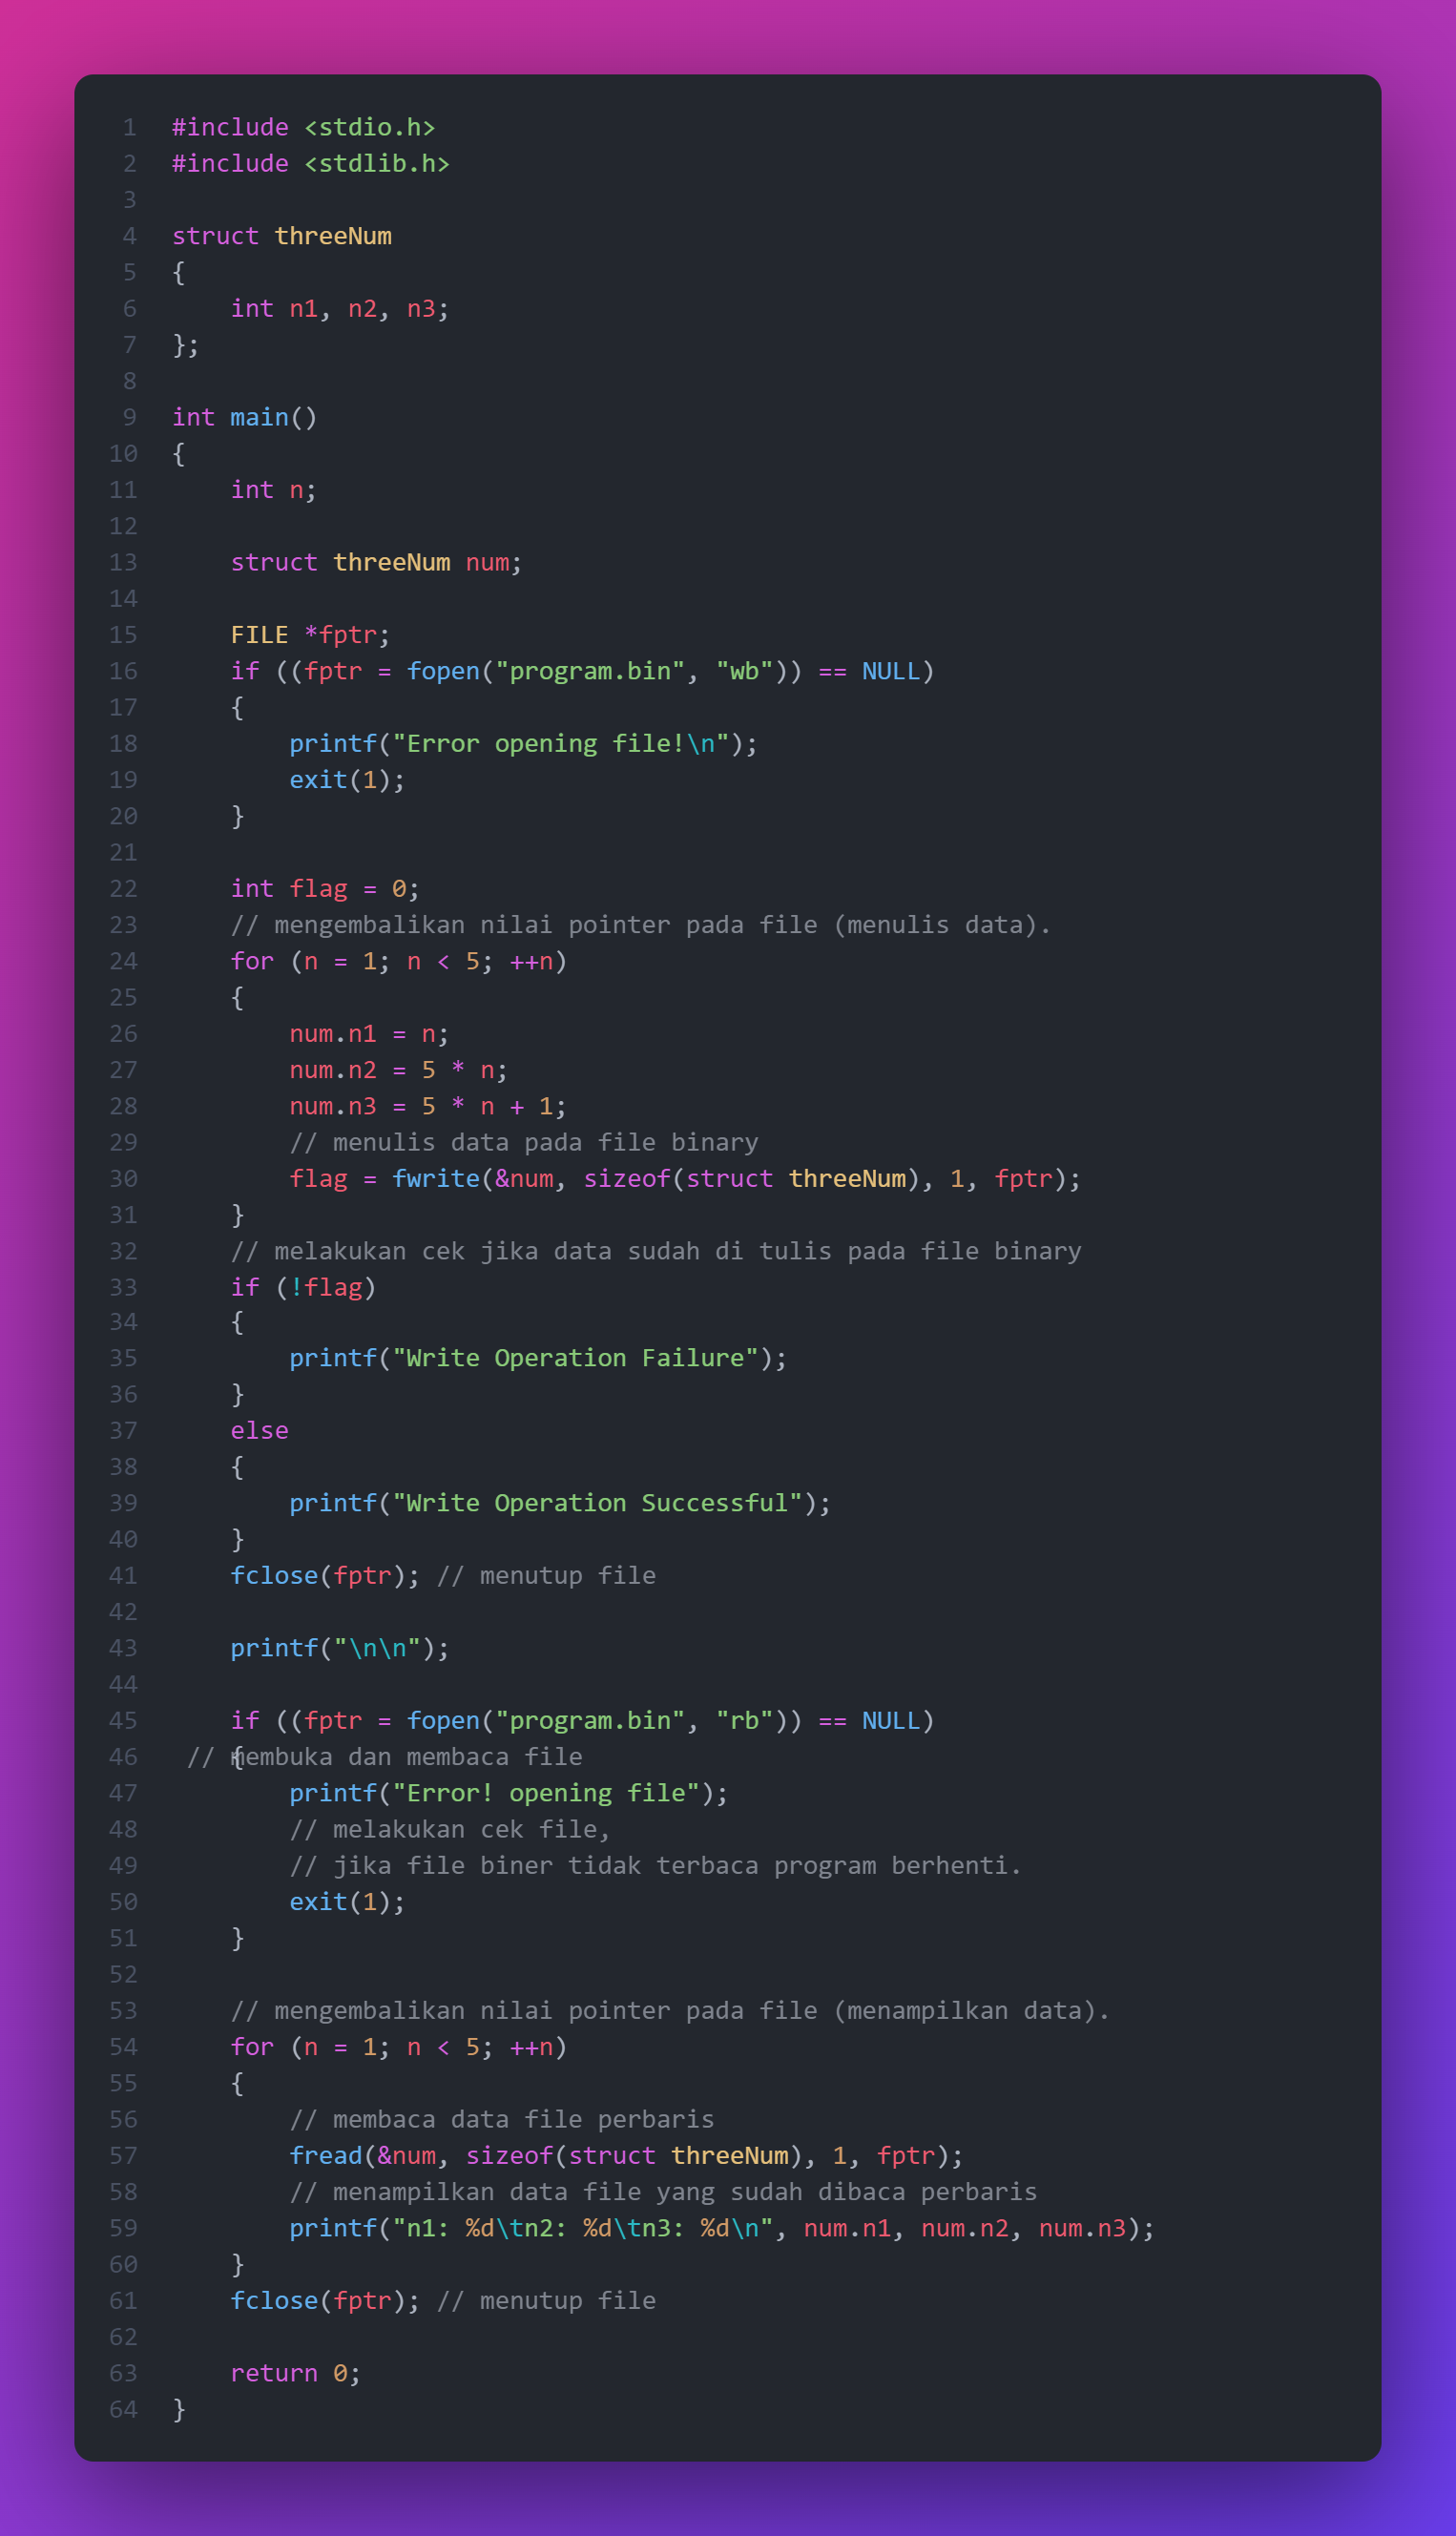 1 #include <stdio.h>
2 #include <stdlib.h>
3
4 struct threeNum
5 {
6     int n1, n2, n3;
7 };
8
9 int main()
10 {
11     int n;
12
13     struct threeNum num;
14
15     FILE *fptr;
16     if ((fptr = fopen("program.bin", "wb")) == NULL)
17     {
18         printf("Error opening file!\n");
19         exit(1);
20     }
21
22     int flag = 0;
23     // mengembalikan nilai pointer pada file (menulis data).
24     for (n = 1; n < 5; ++n)
25     {
26         num.n1 = n;
27         num.n2 = 5 * n;
28         num.n3 = 5 * n + 1;
29         // menulis data pada file binary
30         flag = fwrite(&num, sizeof(struct threeNum), 1, fptr);
31     }
32     // melakukan cek jika data sudah di tulis pada file binary
33     if (!flag)
34     {
35         printf("Write Operation Failure");
36     }
37     else
38     {
39         printf("Write Operation Successful");
40     }
41     fclose(fptr); // menutup file
42
43     printf("\n\n");
44
45     if ((fptr = fopen("program.bin", "rb")) == NULL)
46     { // membuka dan membaca file
47         printf("Error! opening file");
48         // melakukan cek file,
49         // jika file biner tidak terbaca program berhenti.
50         exit(1);
51     }
52
53     // mengembalikan nilai pointer pada file (menampilkan data).
54     for (n = 1; n < 5; ++n)
55     {
56         // membaca data file perbaris
57         fread(&num, sizeof(struct threeNum), 1, fptr);
58         // menampilkan data file yang sudah dibaca perbaris
59         printf("n1: %d\tn2: %d\tn3: %d\n", num.n1, num.n2, num.n3);
60     }
61     fclose(fptr); // menutup file
62
63     return 0;
64 }